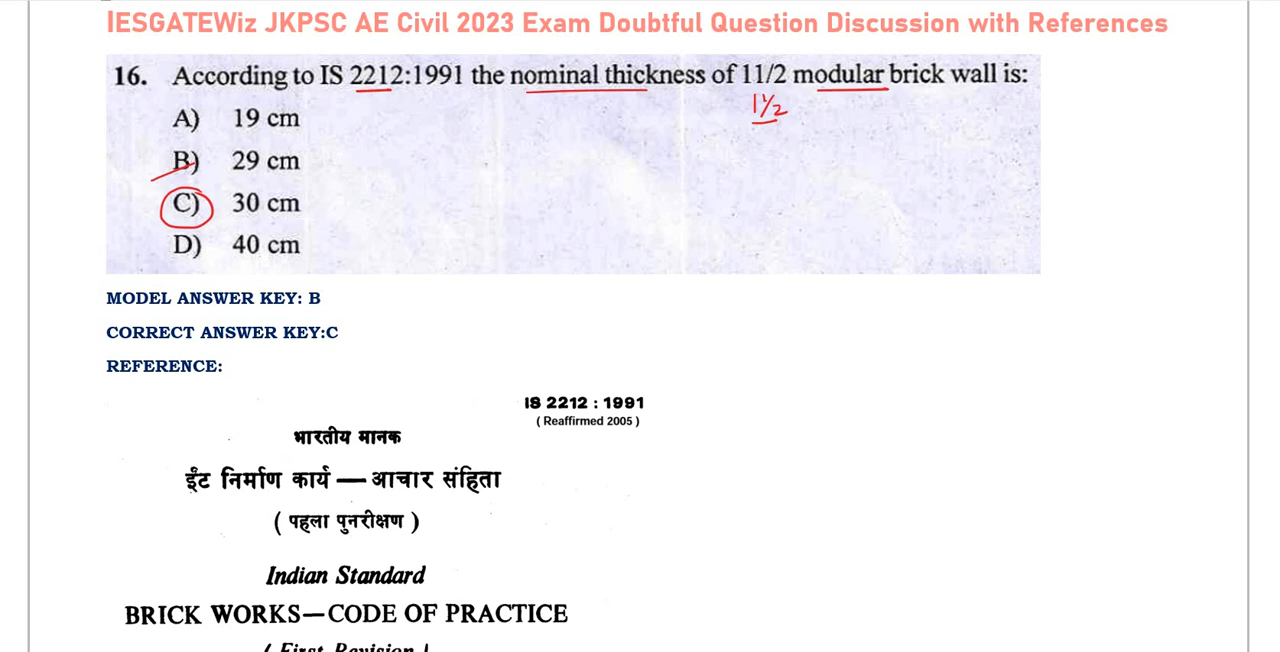 IESGATEWiz JKPSC AE Civil 2023 Exam Doubtful Question Discussion with References
16. According to IS 2212:1991 the nominal thickness of 11/2 modular brick wall is:
1½
A) 19 cm
B) 29 cm
C) 30 cm
D) 40 cm
MODEL ANSWER KEY: B
CORRECT ANSWER KEY:C
REFERENCE:
IS 2212 : 1991
( Reaffirmed 2005 )
भारतीय मानक
ईंट निर्माण कार्य — आचार संहिता
( पहला पुनरीक्षण )
Indian Standard
BRICK WORKS—CODE OF PRACTICE
( First Revision )